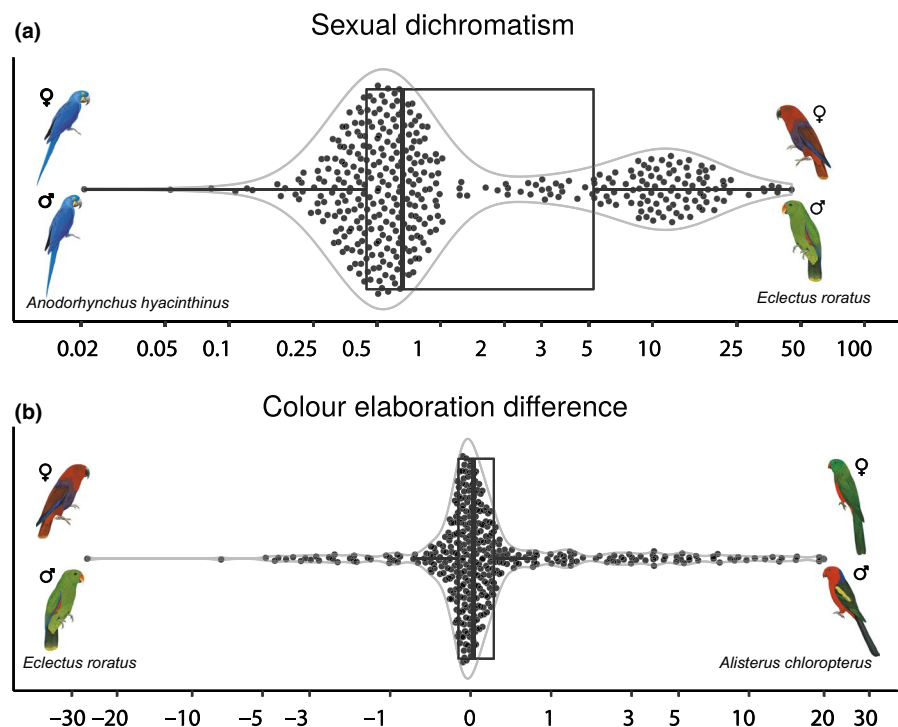 (a)
Sexual dichromatism
♀
♀
♂
♂
Anodorhynchus hyacinthinus
Eclectus roratus
0.02 0.05 0.1 0.25 0.5 1 2 3 5 10 25 50 100
(b)
Colour elaboration difference
♀
♀
♂
♂
Eclectus roratus
Alisterus chloropterus
−30 −20 −10 −5 −3 −1 0 1 3 5 10 20 30